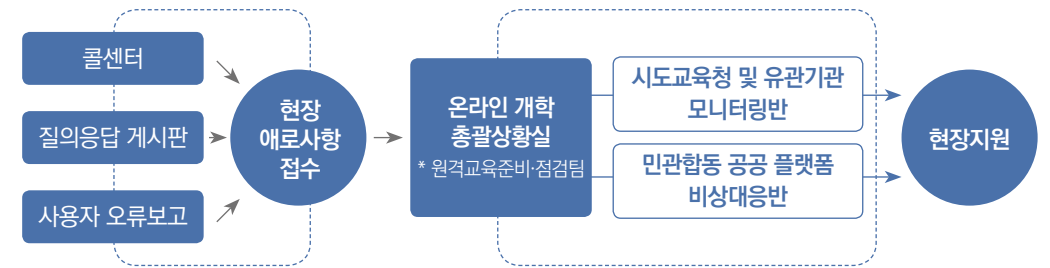 콜센터
질의응답 게시판
사용자 오류보고
현장
애로사항
접수
온라인 개학
총괄상황실
* 원격교육준비·점검팀
시도교육청 및 유관기관
모니터링반
민관합동 공공 플랫폼
비상대응반
현장지원